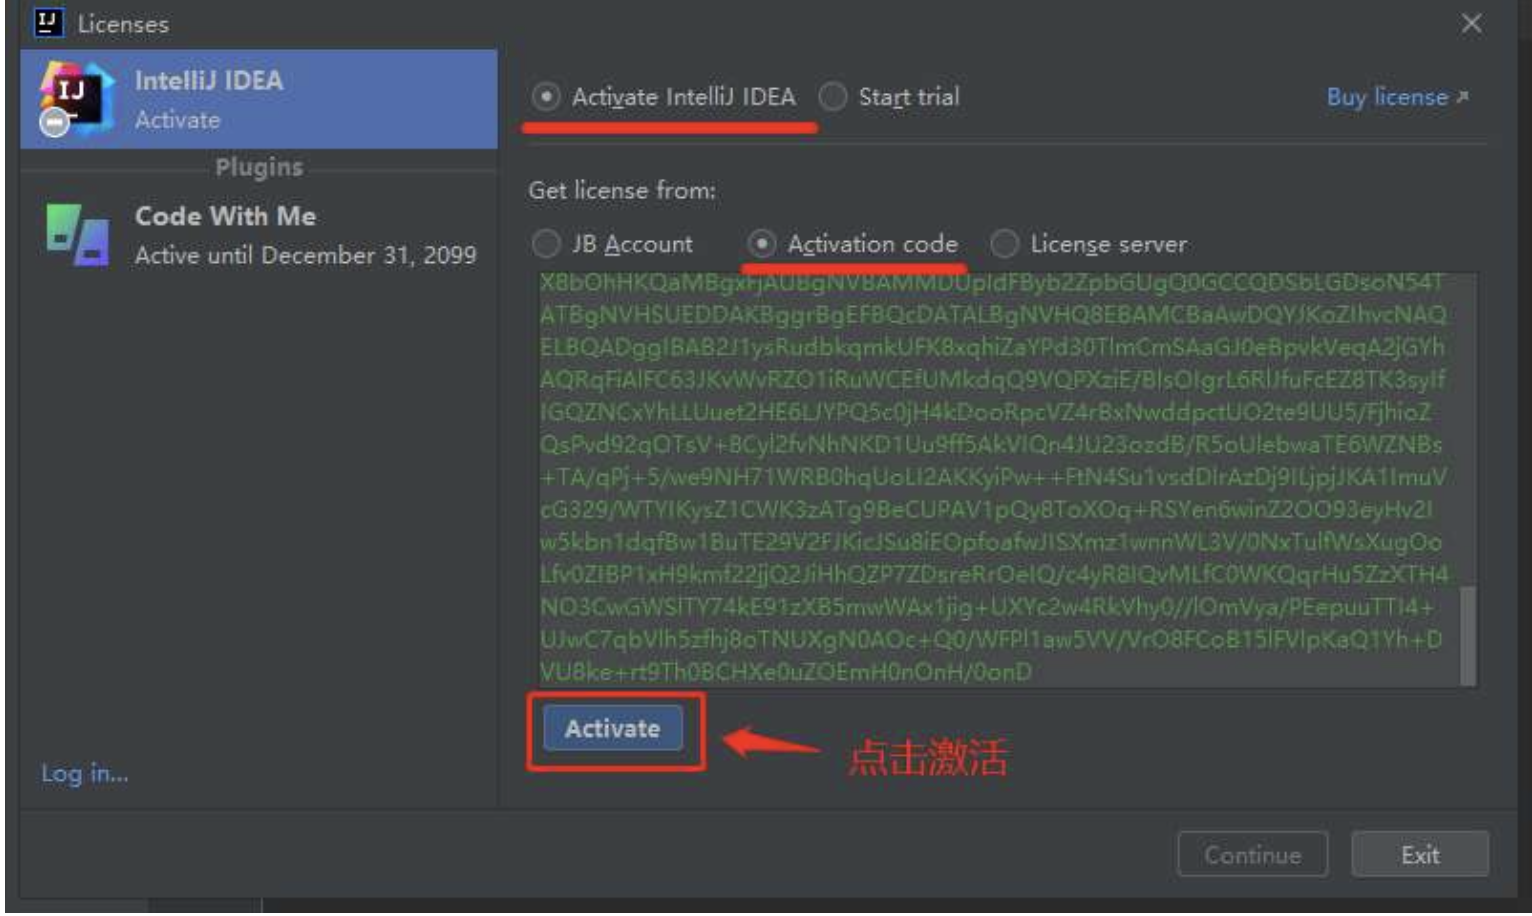 Licenses
IntelliJ IDEA
Activate
Plugins
Code With Me
Active until December 31, 2099
Log in...
Activate IntelliJ IDEA
Start trial
Buy license
Get license from:
JB Account
Activation code
License server
X8bOhHKQaMBgxFjAUBgNVBAMMDUpldFByb2ZpbGUgQ0GCCQDSbLGDsoN54T
ATBgNVHSUEDDAKBggrBgEFBQcDATALBgNVHQ8EBAMCBaAwDQYJKoZIhvcNAQ
ELBQADggIBAB2J1ysRudbkqmkUFK8xqhiZaYPd30TlmCmSAaGJ0eBpvkVeqA2jGYh
AQRqFiAlFC63JKvWvRZO1iRuWCEfUMkdqQ9VQPXziE/BlsOIgrL6RlJfuFcEZ8TK3syIf
IGQZNCxYhLLUuet2HE6LJYPQ5c0jH4kDooRpcVZ4rBxNwddpctUO2te9UU5/FjhioZ
QsPvd92qOTsV+8Cyl2fvNhNKD1Uu9ff5AkVIQn4JU23ozdB/R5oUlebwaTE6WZNBs
+TA/qPj+5/we9NH71WRB0hqUoLI2AKKyiPw++FtN4Su1vsdDlrAzDj9ILjpjJKA1ImuV
cG329/WTYIKysZ1CWK3zATg9BeCUPAV1pQy8ToXOq+RSYen6winZ2OO93eyHv2I
w5kbn1dqfBw1BuTE29V2FJKicJSu8iEOpfoafwJISXmz1wnnWL3V/0NxTulfWsXugOo
Lfv0ZIBP1xH9kmf22jjQ2JiHhQZP7ZDsreRrOeIQ/c4yR8IQvMLfC0WKQqrHu5ZzXTH4
NO3CwGWSlTY74kE91zXB5mwWAx1jig+UXYc2w4RkVhy0//lOmVya/PEepuuTTI4+
UJwC7qbVlh5zfhj8oTNUXgN0AOc+Q0/WFPl1aw5VV/VrO8FCoB15lFVlpKaQ1Yh+D
VU8ke+rt9Th0BCHXe0uZOEmH0nOnH/0onD
Activate
点击激活
Continue
Exit